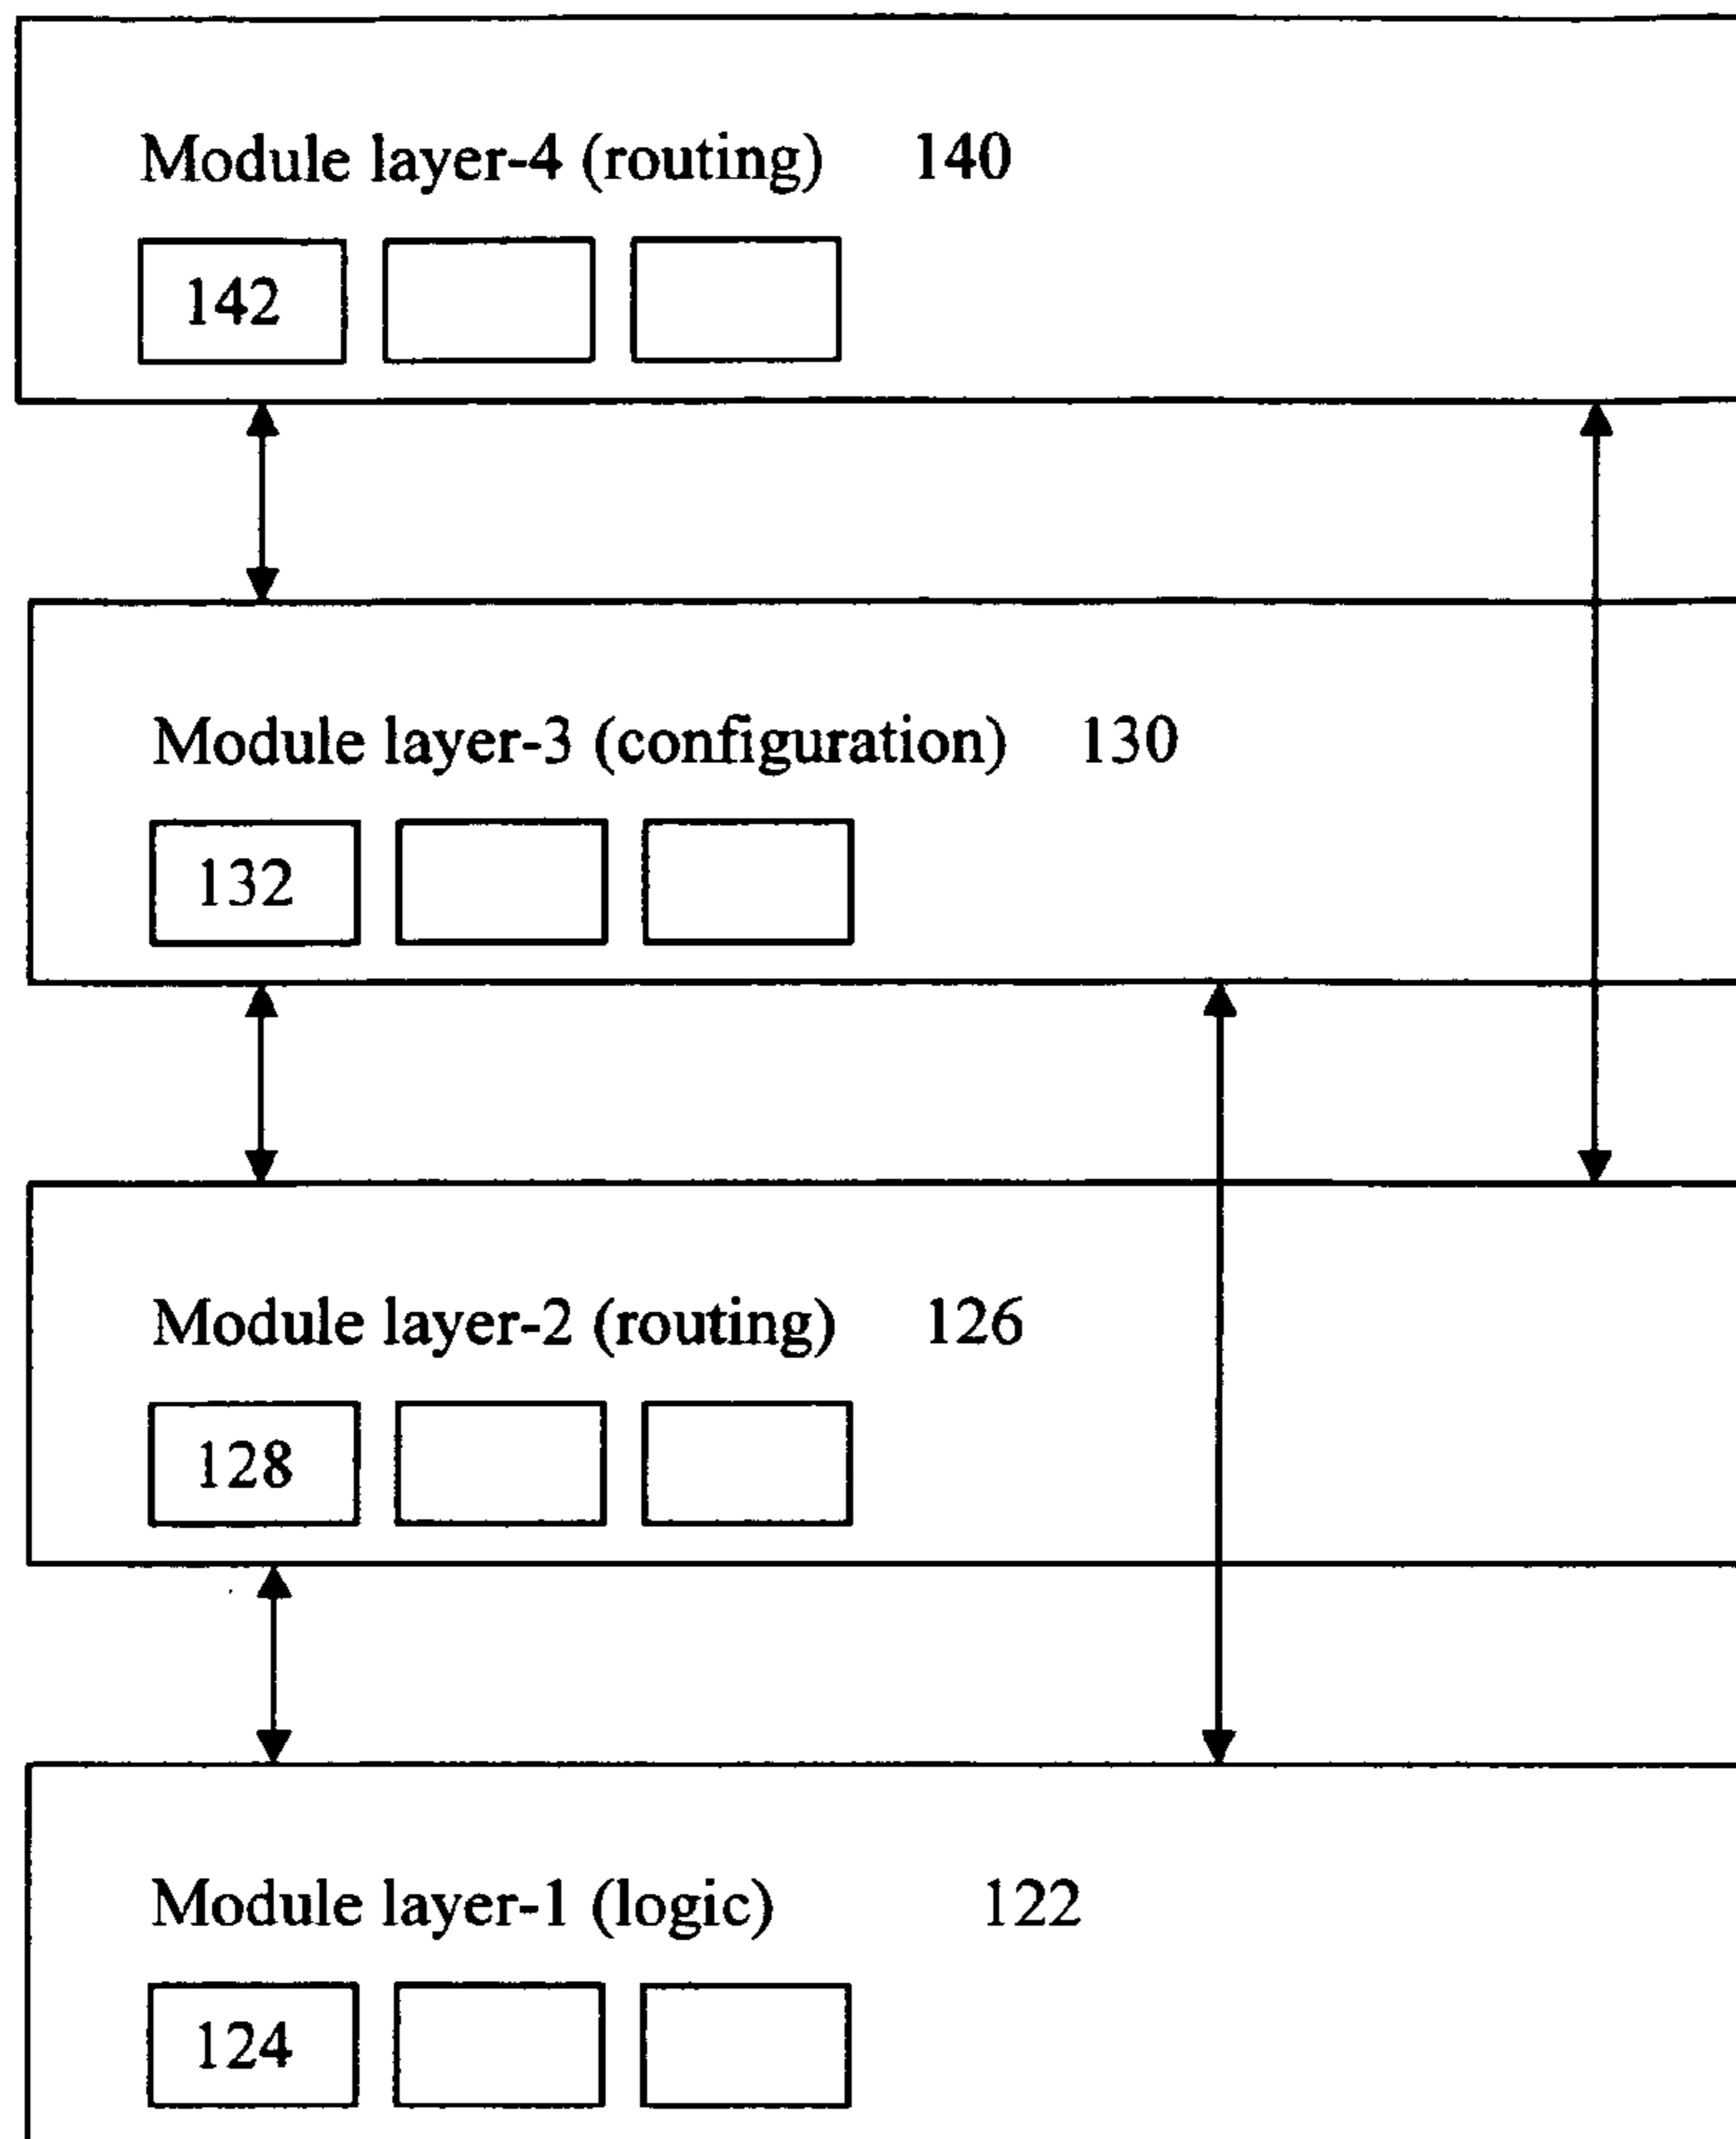 Module layer-4 (routing) 140
142
Module layer-3 (configuration) 130
132
Module layer-2 (routing) 126
128
Module layer-1 (logic) 122
124